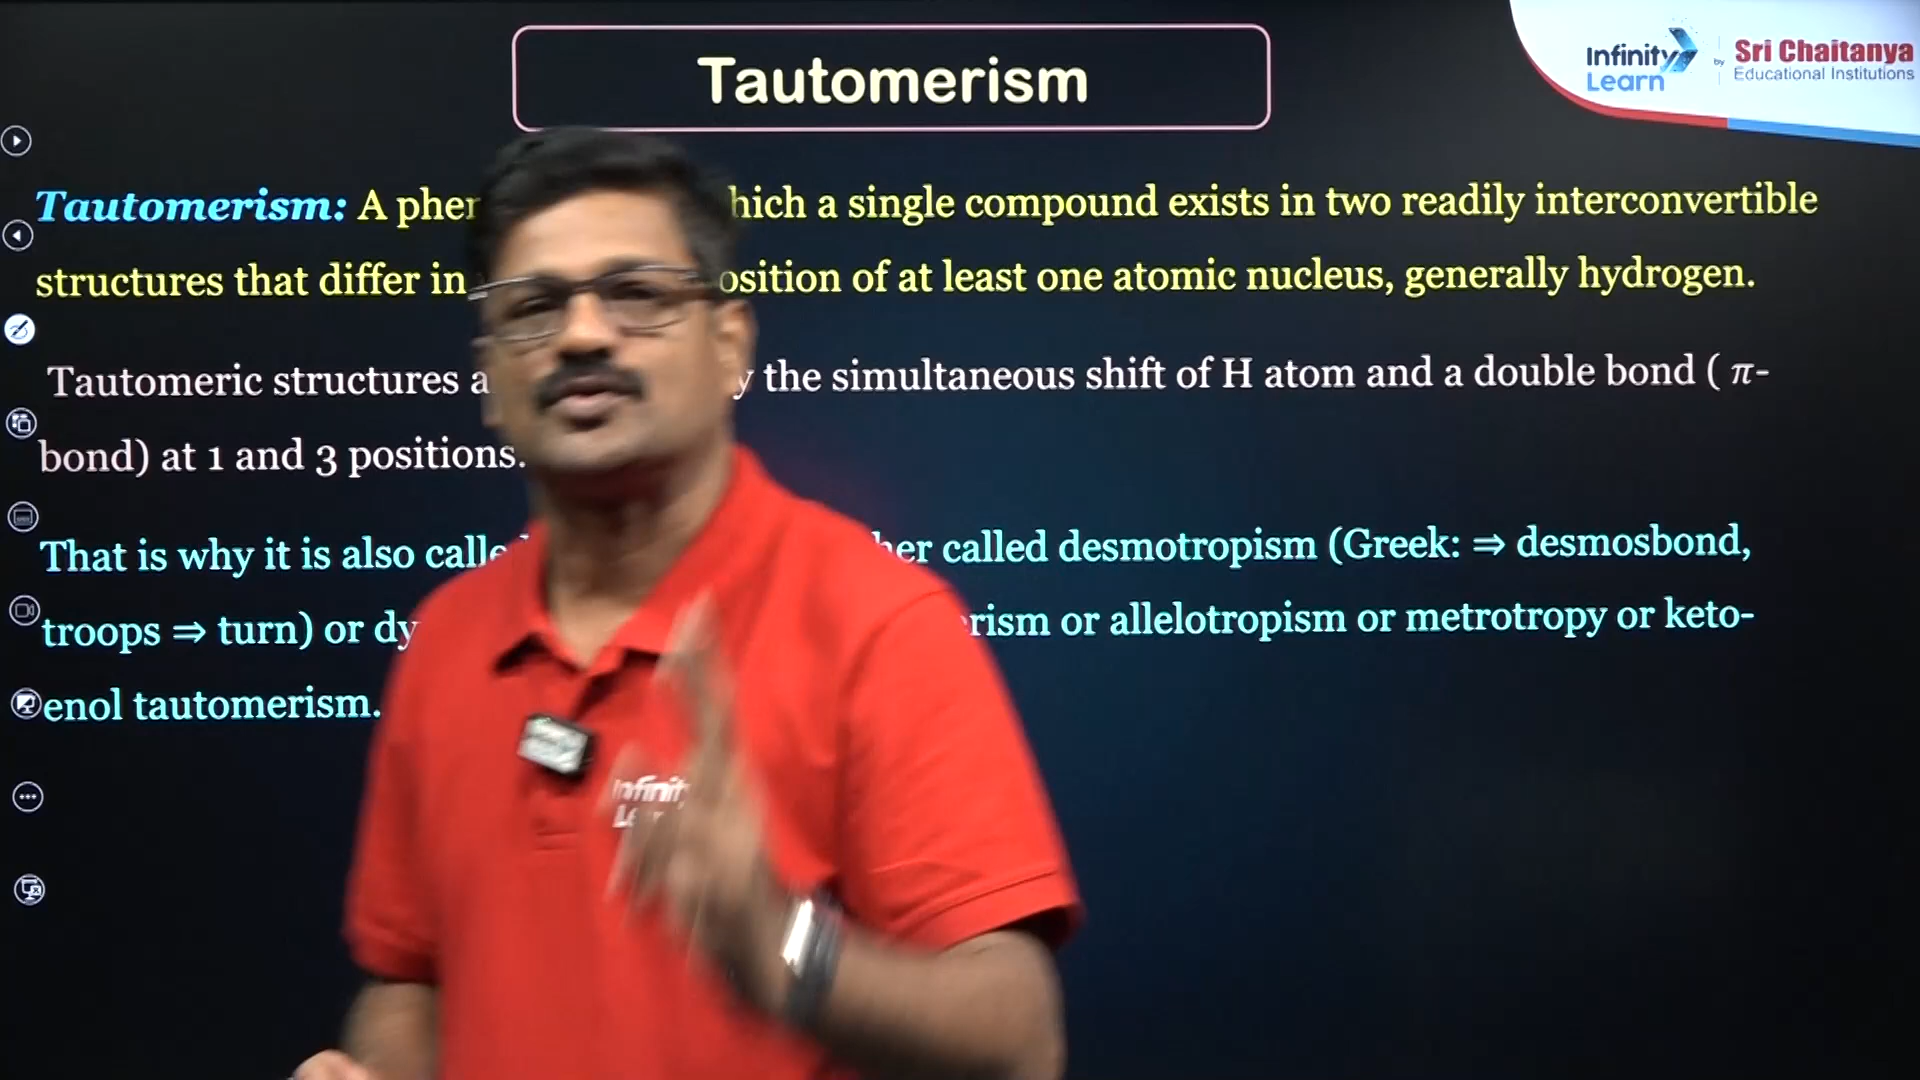 Tautomerism
Infinity Learn by Sri Chaitanya Educational Institutions
Tautomerism: A phen hich a single compound exists in two readily interconvertible
structures that differ in osition of at least one atomic nucleus, generally hydrogen.
Tautomeric structures a y the simultaneous shift of H atom and a double bond ( π-
bond) at 1 and 3 positions.
That is why it is also calle her called desmotropism (Greek: ⇒ desmosbond,
troops ⇒ turn) or dy rism or allelotropism or metrotropy or keto-
enol tautomerism.
Infinit
Le